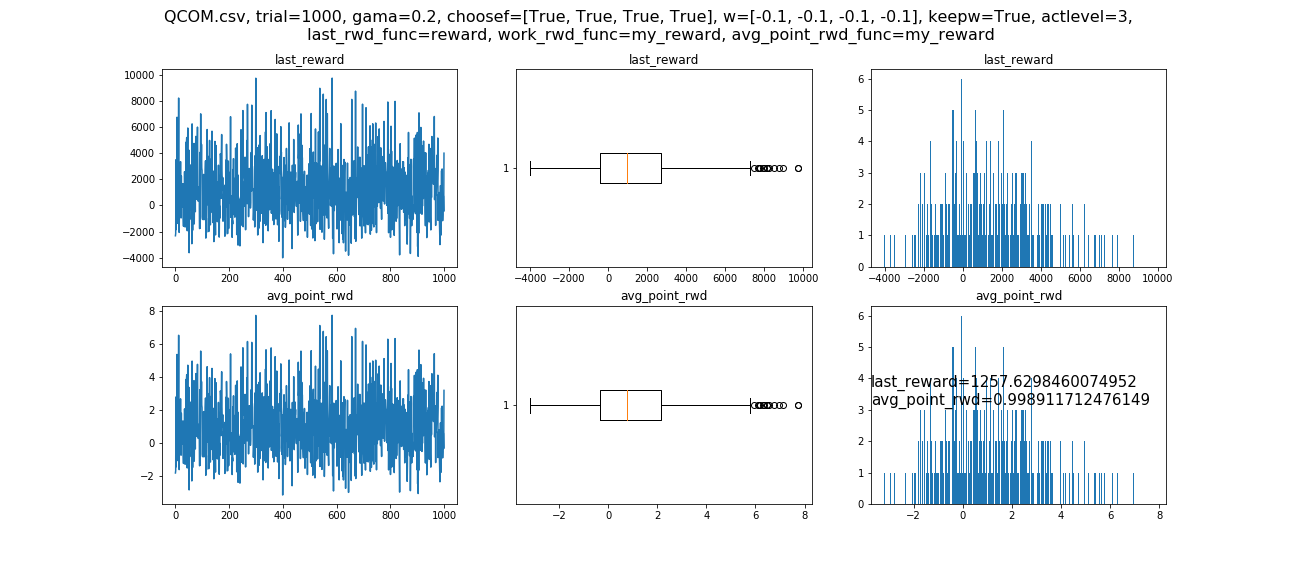 QCOM.csv, trial=1000, gama=0.2, choosef=[True, True, True, True], w=[-0.1, -0.1, -0.1, -0.1], keepw=True, actlevel=3,
last_rwd_func=reward, work_rwd_func=my_reward, avg_point_rwd_func=my_reward
last_reward
10000
8000
6000
4000
2000
0
−2000
−4000
0 200 400 600 800 1000
last_reward
1
−4000 −2000 0 2000 4000 6000 8000 10000
last_reward
6
5
4
3
2
1
0
−4000 −2000 0 2000 4000 6000 8000 10000
avg_point_rwd
8
6
4
2
0
−2
0 200 400 600 800 1000
avg_point_rwd
1
−2 0 2 4 6 8
avg_point_rwd
6
5
4
3
2
1
0
−2 0 2 4 6 8
last_reward=1257.6298460074952
avg_point_rwd=0.998911712476149